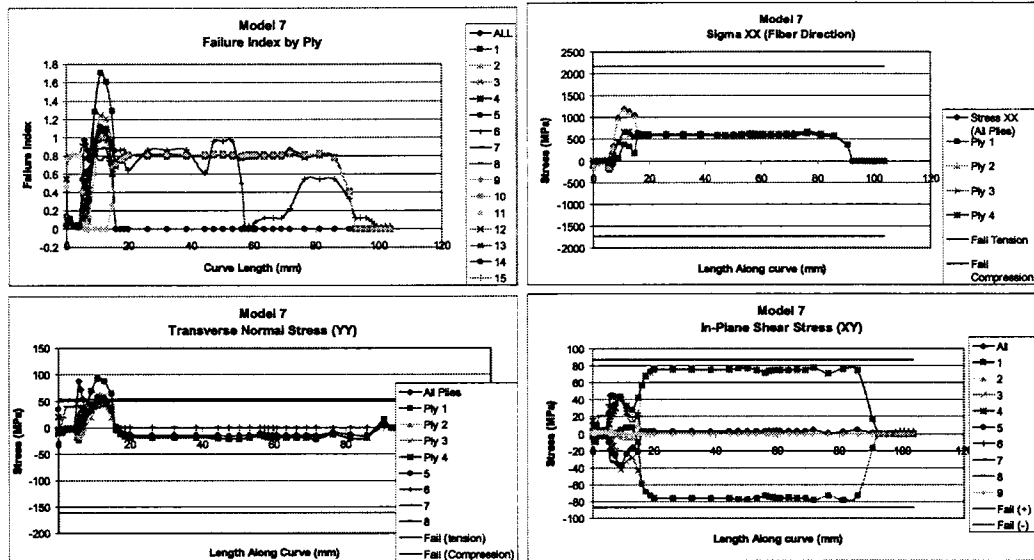 Model 7
Failure Index by Ply
Failure Index
1.8
1.6
1.4
1.2
1
0.8
0.6
0.4
0.2
0
-0.2
0
20
40
60
80
100
120
Curve Length (mm)
ALL
1
2
3
4
5
6
7
8
9
10
11
12
13
14
15
Model 7
Sigma XX (Fiber Direction)
Stress (MPa)
2500
2000
1500
1000
500
0
-500
-1000
-1500
-2000
0
20
40
60
80
100
120
Length Along curve (mm)
Stress XX
(All Plies)
Ply 1
Ply 2
Ply 3
Ply 4
Fail Tension
Fail
Compression
Model 7
Transverse Normal Stress (YY)
Stress (MPa)
150
100
50
0
-50
-100
-150
-200
20
40
60
80
Length Along Curve (mm)
All Plies
Ply 1
Ply 2
Ply 3
Ply 4
5
6
7
8
Fail (tension)
Fail (Compression)
Model 7
In-Plane Shear Stress (XY)
Stress (MPa)
100
80
60
40
20
0
-20
-40
-60
-80
-100
20
40
60
80
100
120
Length Along curve (mm)
All
1
2
3
4
5
6
7
8
9
Fail (+)
Fail (-)